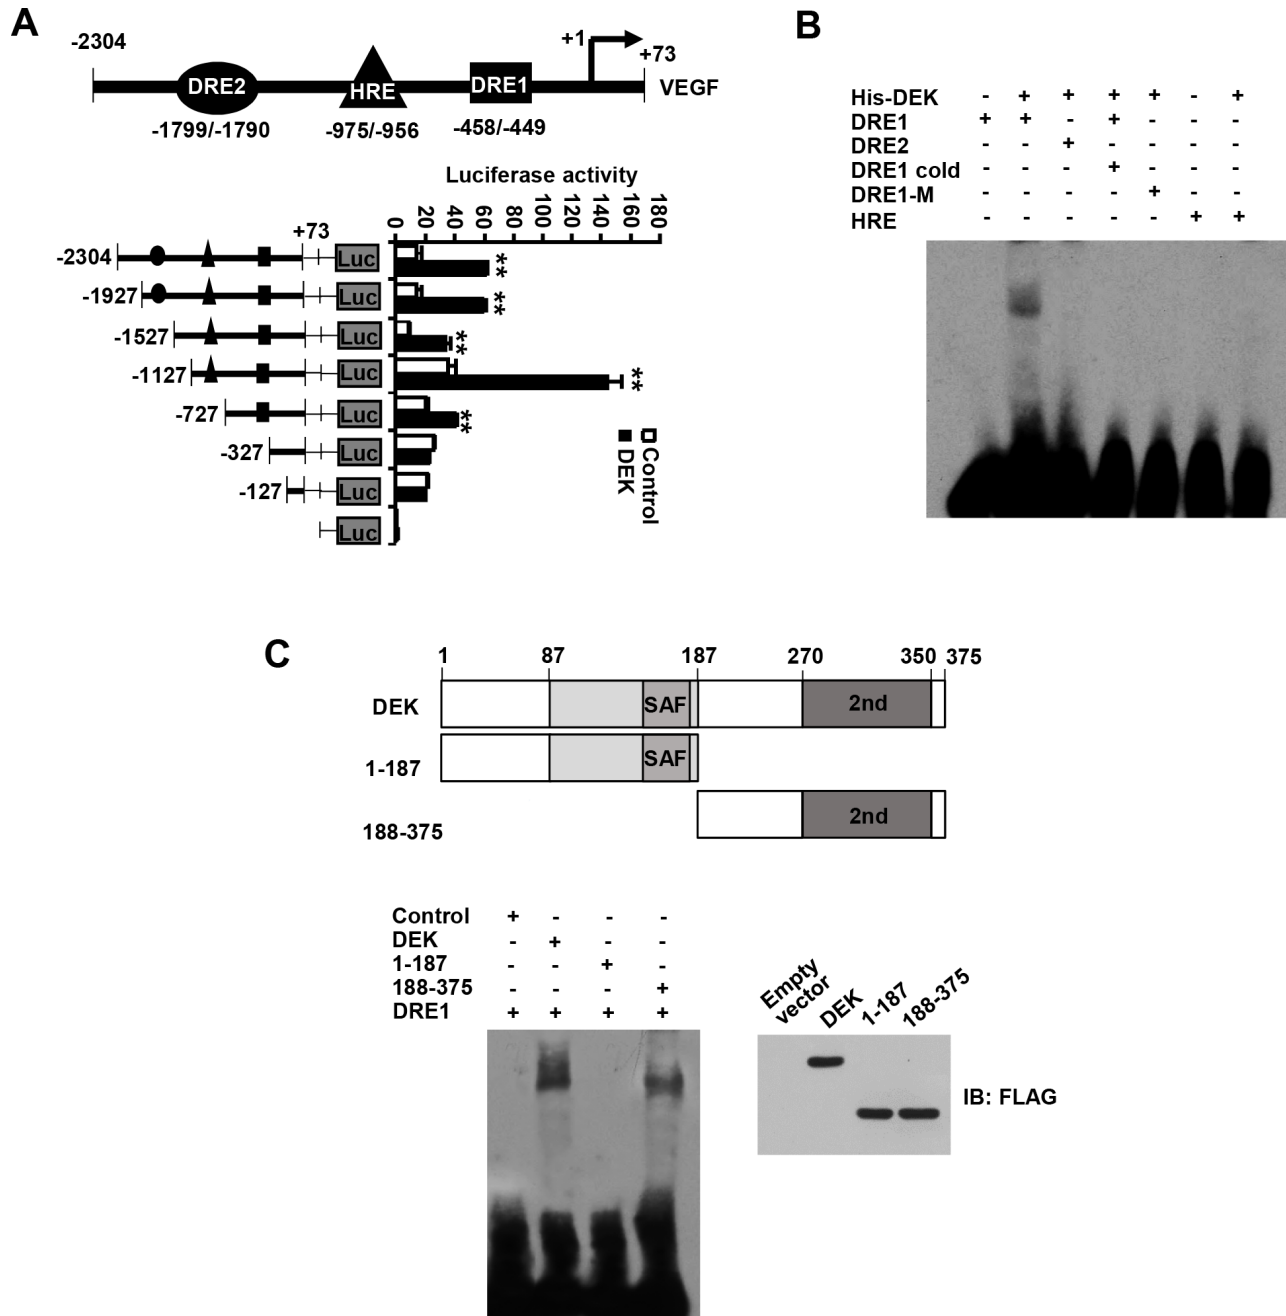 A
-2304
+1
+73
DRE2
HRE
DRE1
VEGF
-1799/-1790
-975/-956
-458/-449
Luciferase activity
0 20 40 60 80 100 120 140 160 180
+73
-2304 Luc **
-1927 Luc **
-1527 Luc **
-1127 Luc **
-727 Luc **
-327 Luc
-127 Luc
Luc
Control
DEK
B
His-DEK - + + + + - +
DRE1 + + - + - - -
DRE2 - - + - - - -
DRE1 cold - - - + - - -
DRE1-M - - - - + - -
HRE - - - - - + +
C
1 87 187 270 350 375
DEK SAF 2nd
1-187 SAF
188-375 2nd
Control + - - -
DEK - + - -
1-187 - - + -
188-375 - - - +
DRE1 + + + +
Empty vector
DEK
1-187
188-375
IB: FLAG